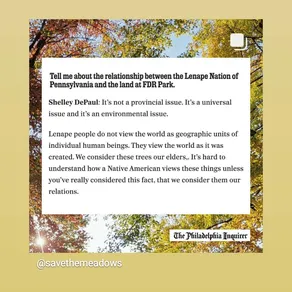 Tell me about the relationship between the Lenape Nation of
Pennsylvania and the land at FDR Park.
Shelley DePaul: It's not a provincial issue. It's a universal
issue and it's an environmental issue.
Lenape people do not view the world as geographic units of
individual human beings. They view the world as it was
created. We consider these trees our elders,. It's hard to
understand how a Native American views these things unless
you've really considered this fact, that we consider them our
relations.
The Philadelphia Inquirer
@savethemeadows